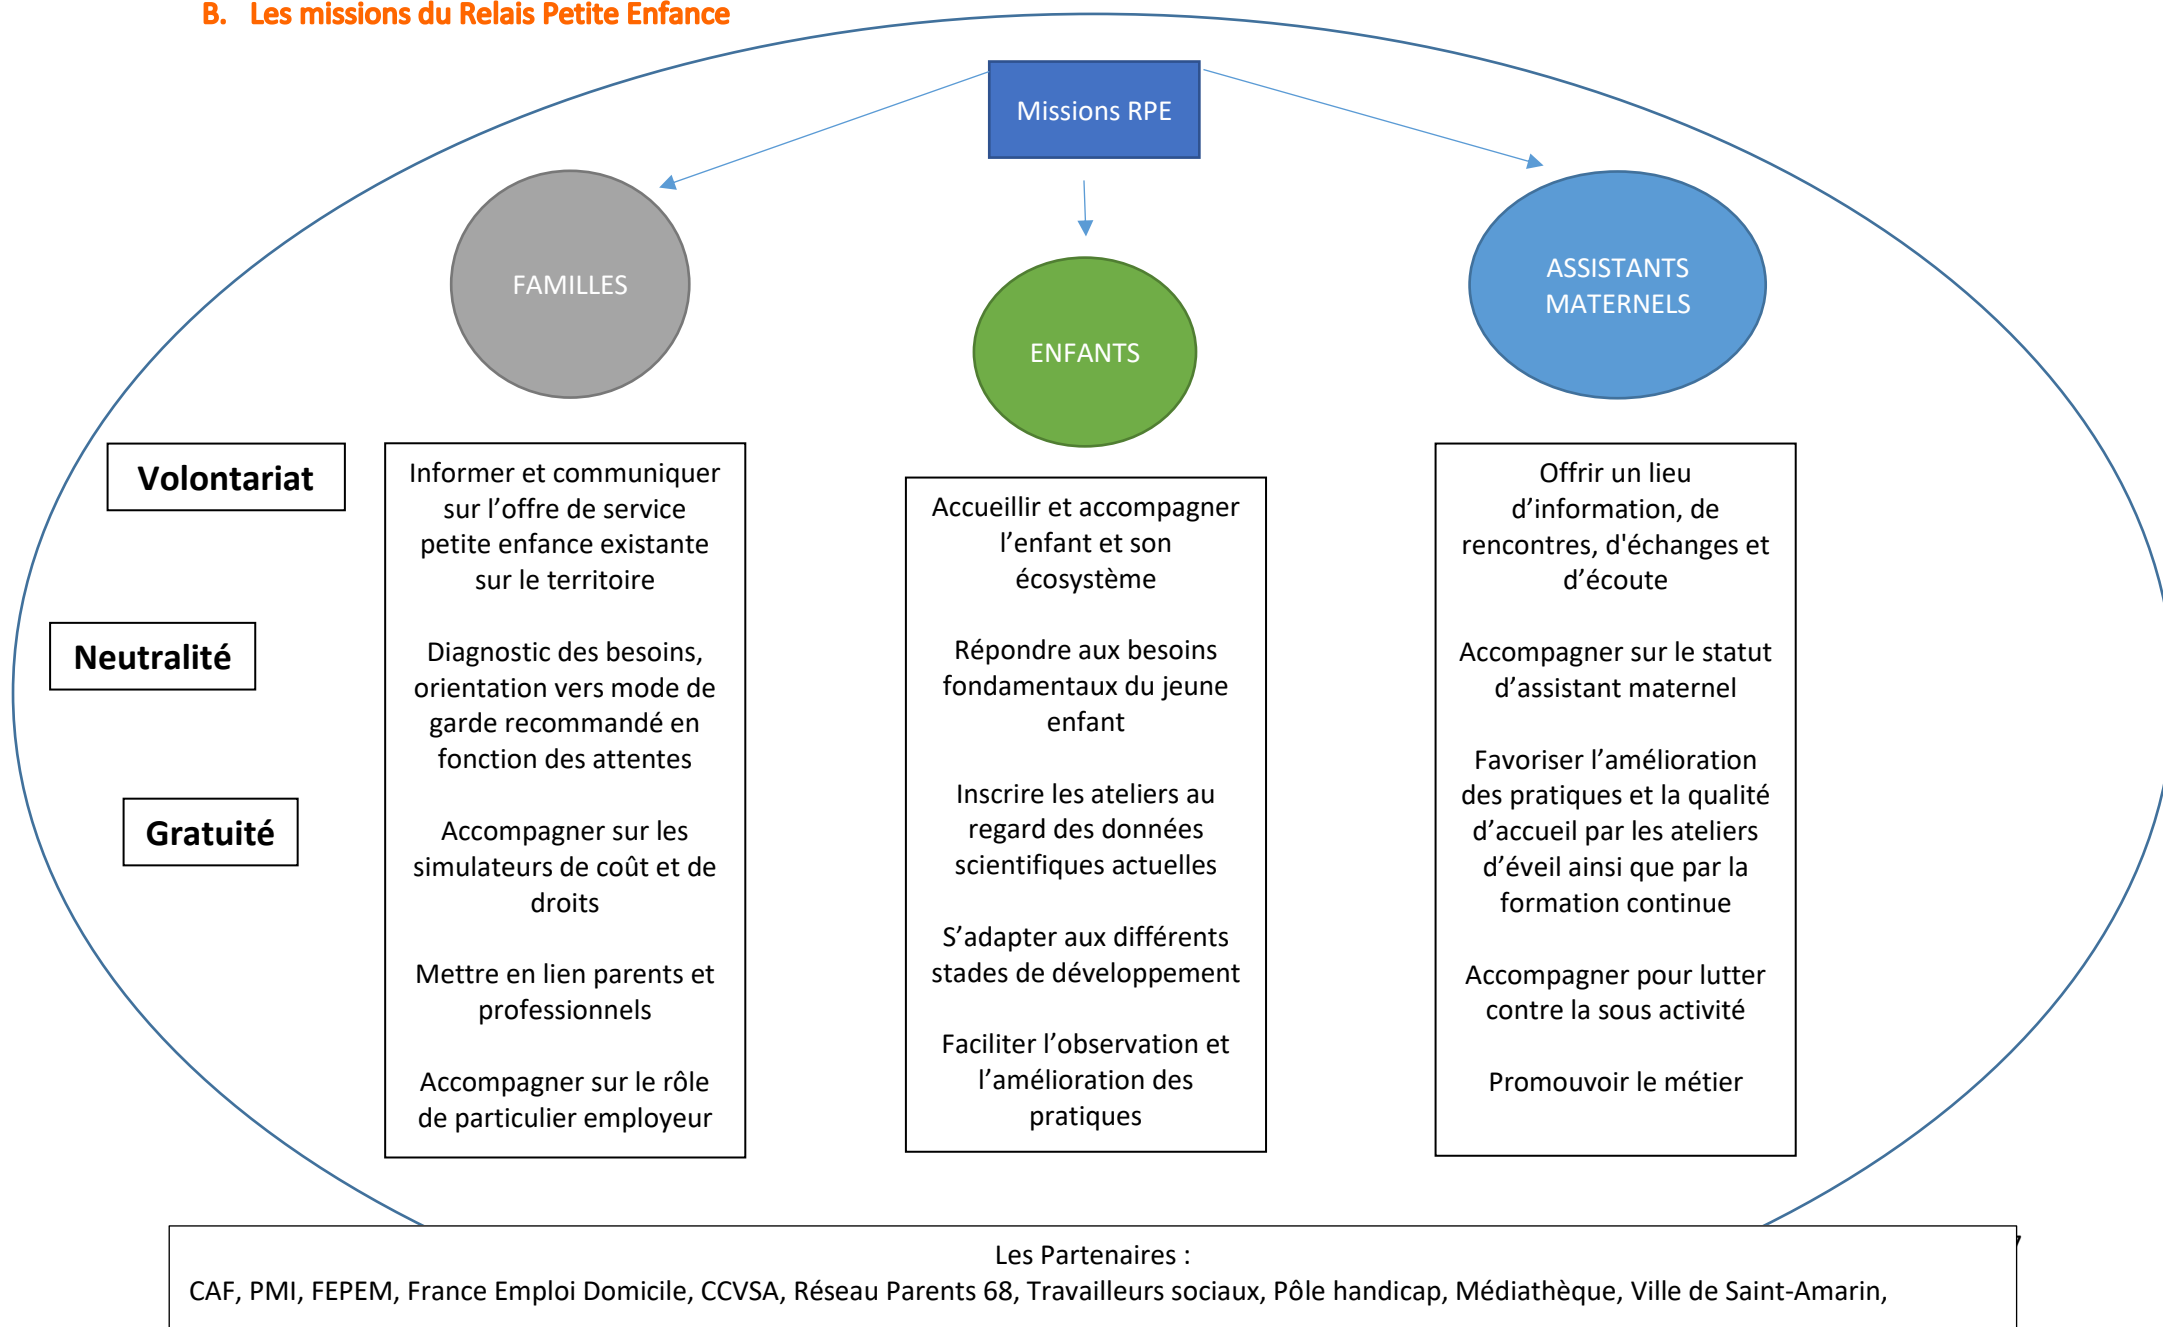 B. Les missions du Relais Petite Enfance
Missions RPE
FAMILLES
ENFANTS
ASSISTANTS
MATERNELS
Volontariat
Neutralité
Gratuité
Informer et communiquer
sur l’offre de service
petite enfance existante
sur le territoire
Diagnostic des besoins,
orientation vers mode de
garde recommandé en
fonction des attentes
Accompagner sur les
simulateurs de coût et de
droits
Mettre en lien parents et
professionnels
Accompagner sur le rôle
de particulier employeur
Accueillir et accompagner
l’enfant et son
écosystème
Répondre aux besoins
fondamentaux du jeune
enfant
Inscrire les ateliers au
regard des données
scientifiques actuelles
S’adapter aux différents
stades de développement
Faciliter l’observation et
l’amélioration des
pratiques
Offrir un lieu
d’information, de
rencontres, d'échanges et
d’écoute
Accompagner sur le statut
d’assistant maternel
Favoriser l’amélioration
des pratiques et la qualité
d’accueil par les ateliers
d’éveil ainsi que par la
formation continue
Accompagner pour lutter
contre la sous activité
Promouvoir le métier
Les Partenaires :
CAF, PMI, FEPEM, France Emploi Domicile, CCVSA, Réseau Parents 68, Travailleurs sociaux, Pôle handicap, Médiathèque, Ville de Saint-Amarin,